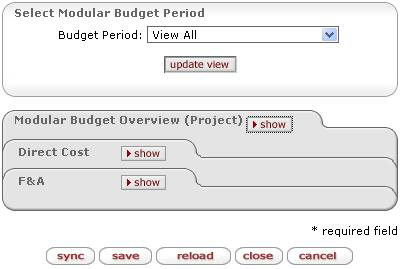 Select Modular Budget Period
Budget Period: View All
update view
Modular Budget Overview (Project) show
Direct Cost show
F&A show
* required field
sync save reload close cancel